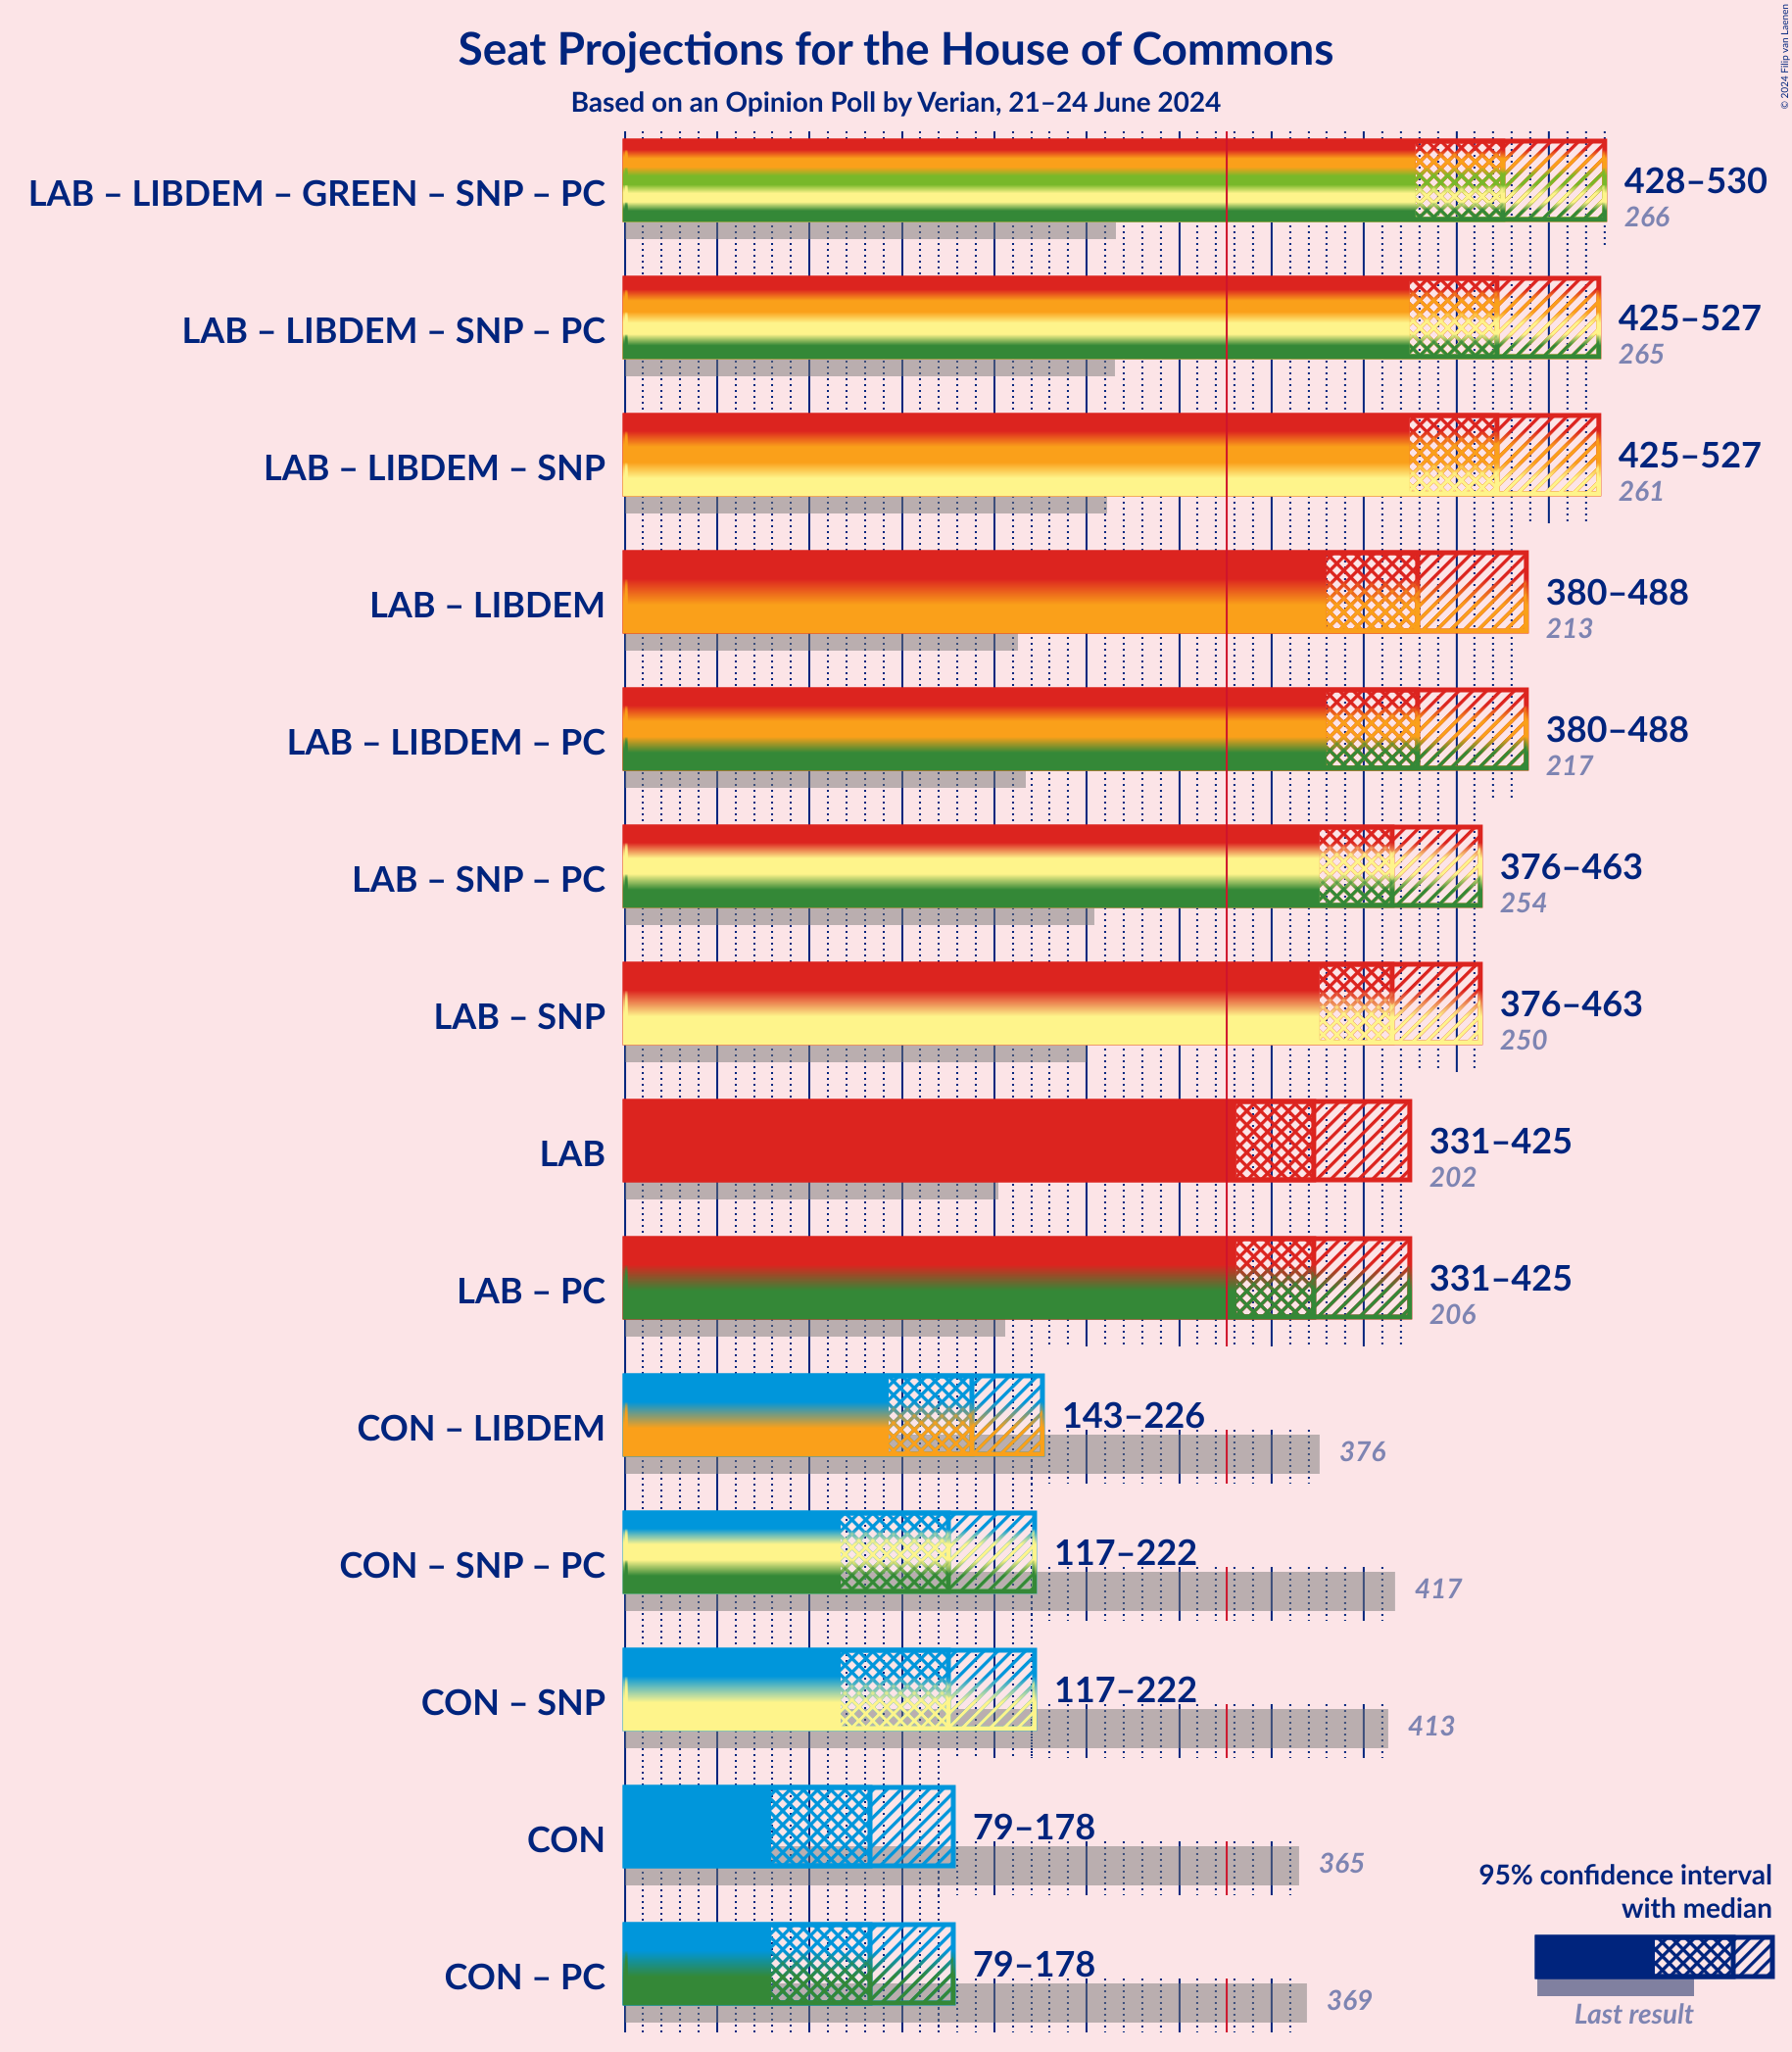 Seat Projections for the House of Commons
Based on an Opinion Poll by Verian, 21–24 June 2024
© 2024 Filip van Laenen
LAB – LIBDEM – GREEN – SNP – PC
428–530
266
LAB – LIBDEM – SNP – PC
425–527
265
LAB – LIBDEM – SNP
425–527
261
LAB – LIBDEM
380–488
213
LAB – LIBDEM – PC
380–488
217
LAB – SNP – PC
376–463
254
LAB – SNP
376–463
250
LAB
331–425
202
LAB – PC
331–425
206
CON – LIBDEM
143–226
376
CON – SNP – PC
117–222
417
CON – SNP
117–222
413
CON
79–178
365
CON – PC
79–178
369
95% confidence interval
with median
Last result